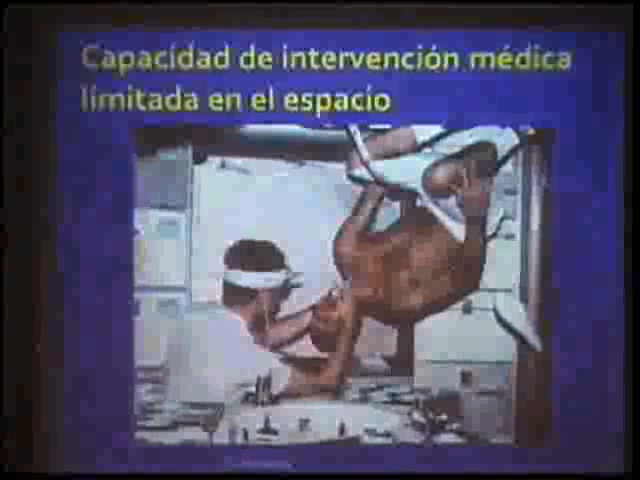 Capacidad de intervención médica
limitada en el espacio